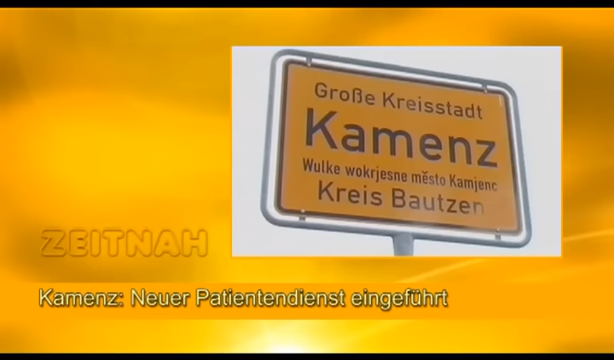 Große Kreisstadt
Kamenz
Wulke wokrjesne město Kamjenc
Kreis Bautzen
ZEITNAH
Kamenz: Neuer Patientendienst eingeführt